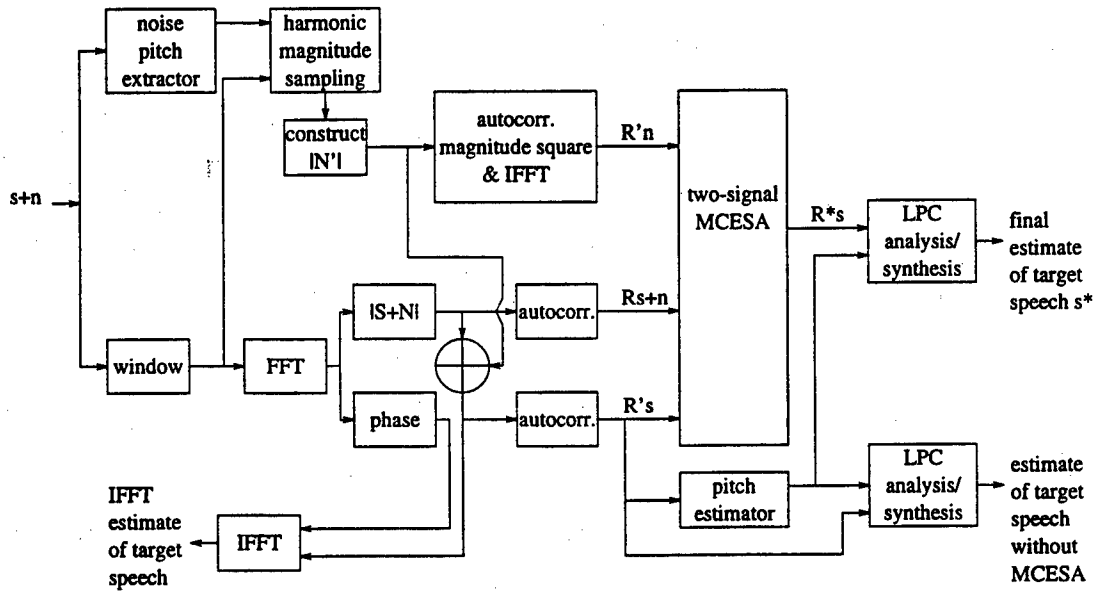 noise
pitch
extractor
harmonic
magnitude
sampling
construct
|N'|
autocorr.
magnitude square
& IFFT
R'n
two-signal
MCESA
s+n
R*s
LPC
analysis/
synthesis
final
estimate
of target
speech s*
|S+N|
autocorr.
Rs+n
window
FFT
phase
autocorr.
R's
pitch
estimator
LPC
analysis/
synthesis
estimate
of target
speech
without
MCESA
IFFT
estimate
of target
speech
IFFT